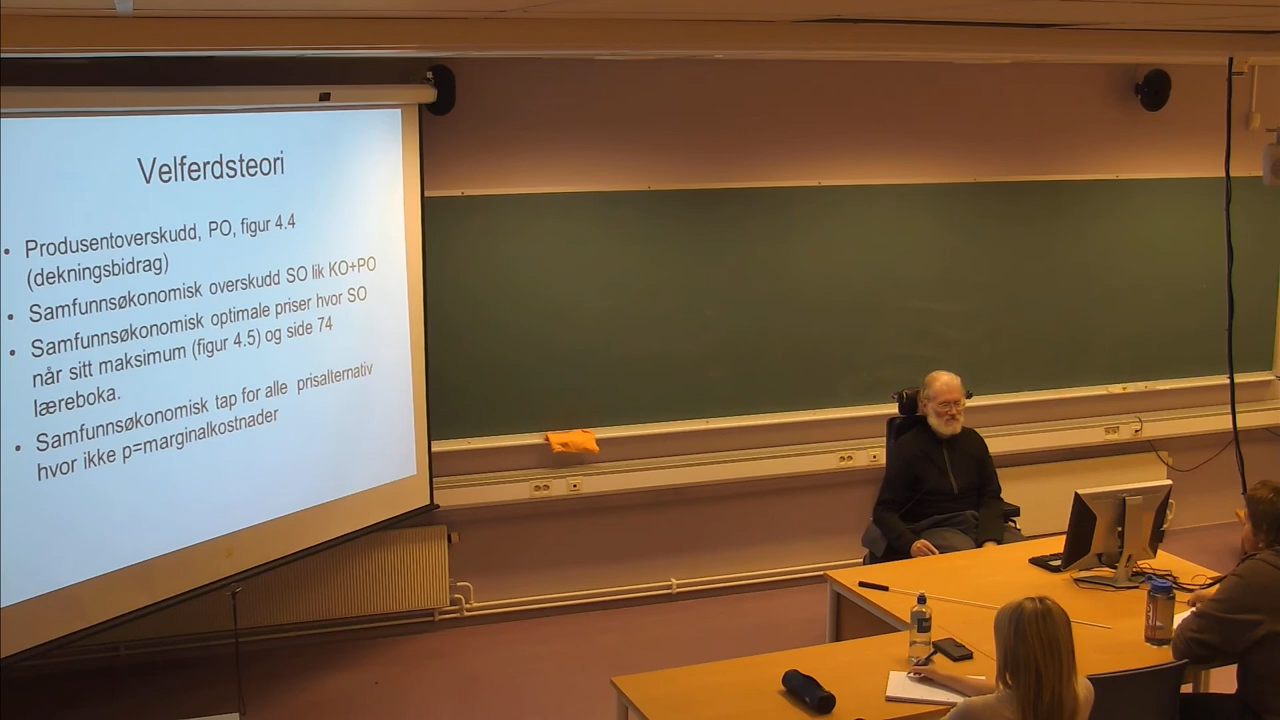 Velferdsteori
• Produsentoverskudd, PO, figur 4.4
(dekningsbidrag)
• Samfunnsøkonomisk overskudd SO lik KO+PO
• Samfunnsøkonomisk optimale priser hvor SO
når sitt maksimum (figur 4.5) og side 74
læreboka.
• Samfunnsøkonomisk tap for alle prisalternativ
hvor ikke p=marginalkostnader